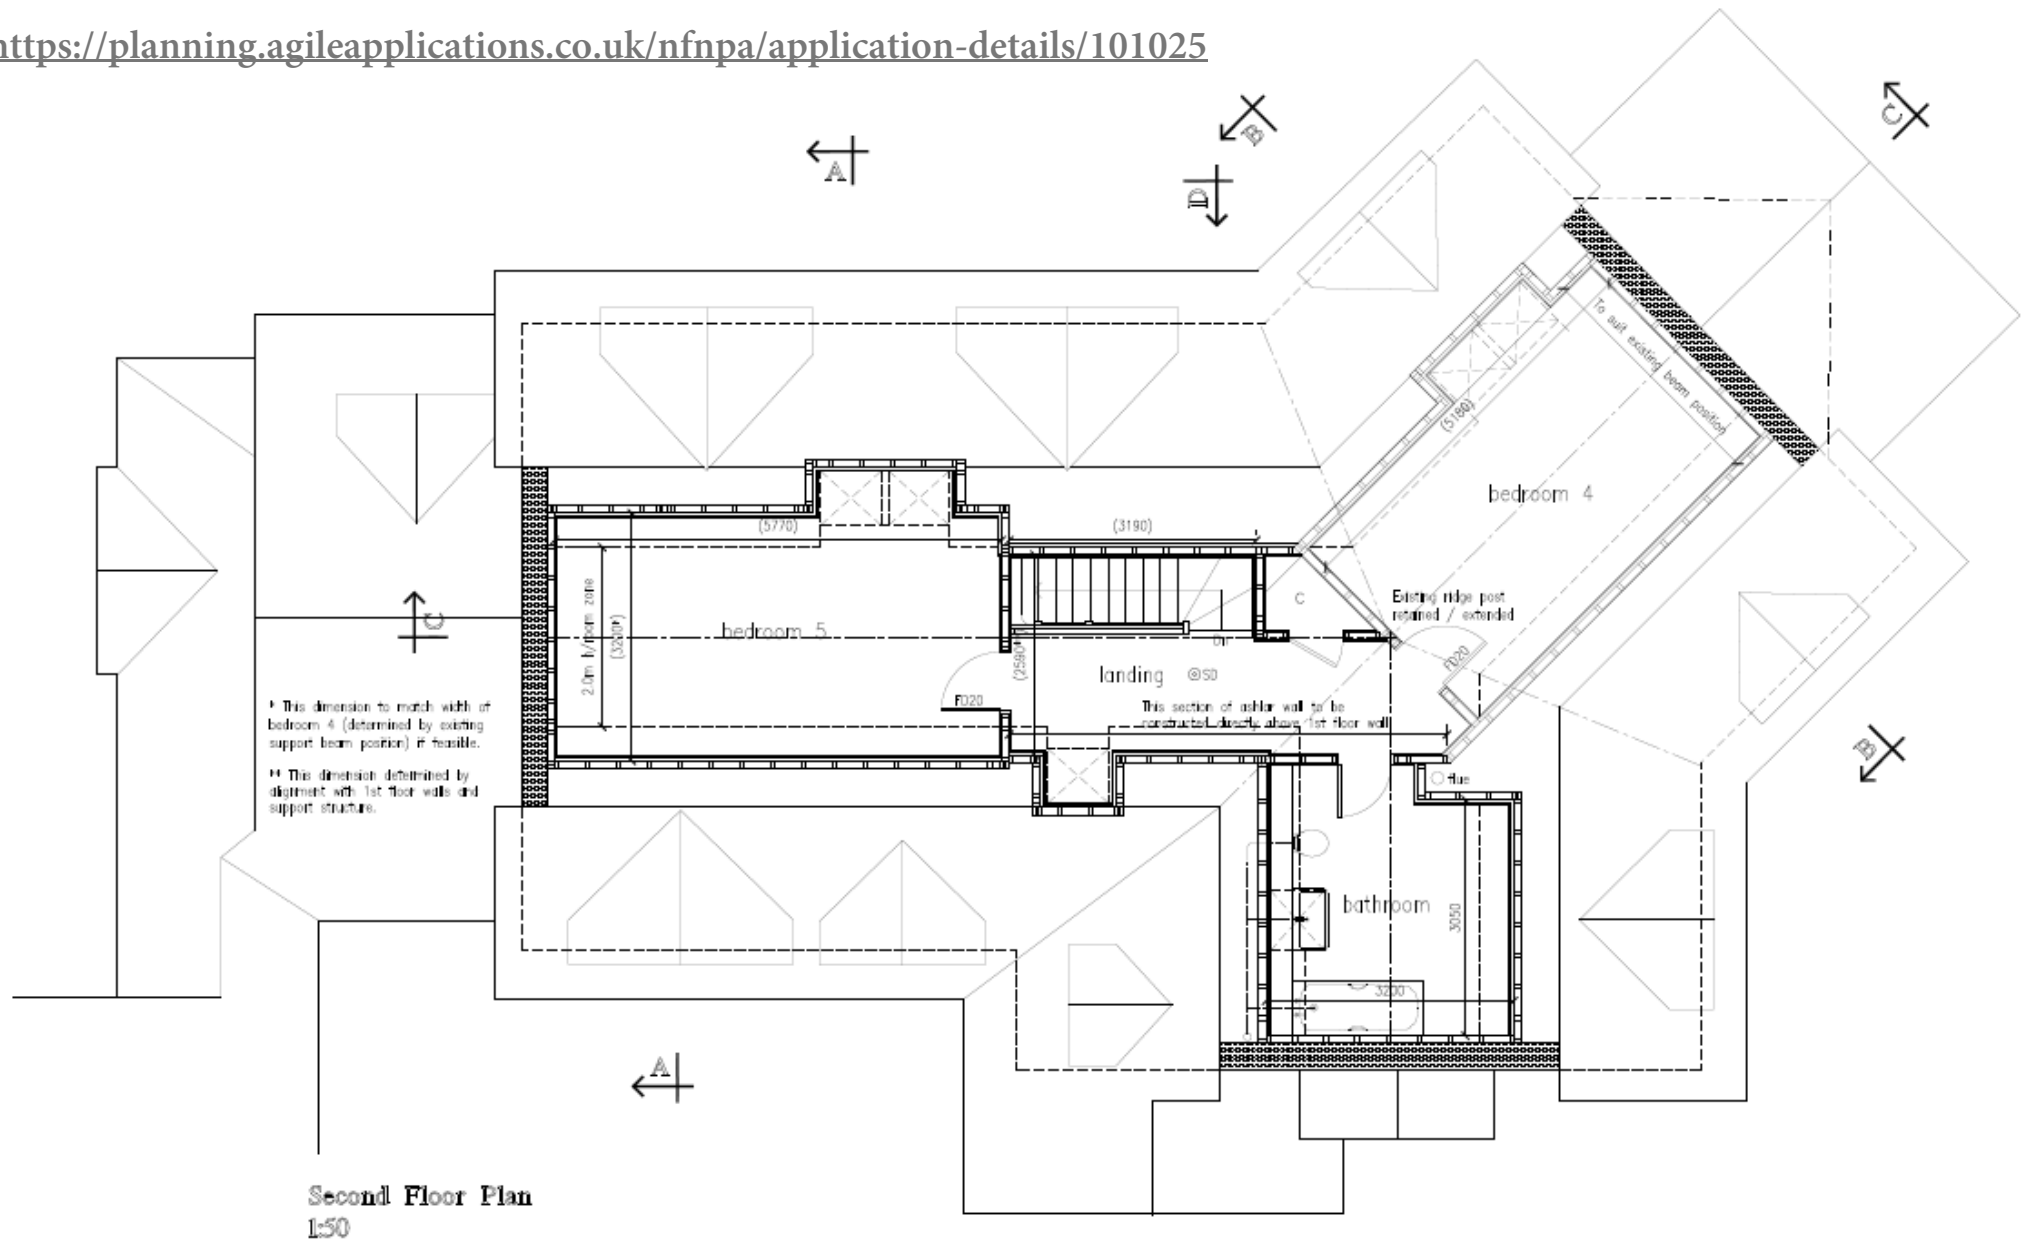 https://planning.agileapplications.co.uk/nfnpa/application-details/101025
A
B
C
D
To suit existing beam position
(5180)
bedroom 4
(5770)
(3190)
2.0m h/room zone
(3200*)
bedroom 5
C
Existing ridge post
retained / extended
Dn
(2590**)
landing
SD
FD20
FD20
This section of ashlar wall to be
constructed directly above 1st floor wall
C
* This dimension to match width of
bedroom 4 (determined by existing
support beam position) if feasible.
** This dimension determined by
alignment with 1st floor walls and
support structure.
flue
B
bathroom
3050
3200
A
Second Floor Plan
1:50